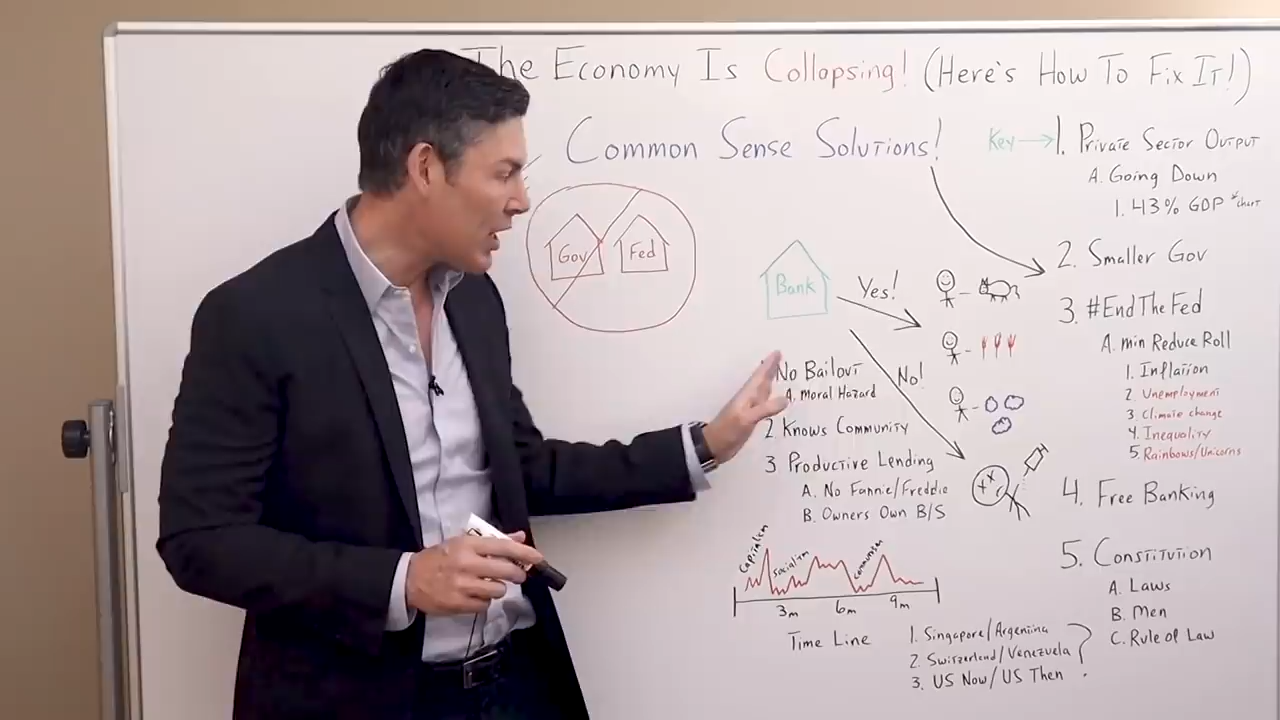 The Economy Is Collapsing! (Here's How To Fix It!)
Common Sense Solutions!
Gov Fed
Bank
Yes!
No!
No Bailout
A. Moral Hazard
2 Knows Community
3 Productive Lending
A. No Fannie/Freddie
B. Owners Own B/S
Capitalism
Socialism
Communism
3m 6m 9m
Time Line
1. Singapore/Argentina
2. Switzerland/Venezuela
3. US Now/US Then
?
Key → 1. Private Sector Output
A. Going Down
1. 43% GDP *chart
2. Smaller Gov
3. #EndTheFed
A. min Reduce Roll
1. Inflation
2. Unemployment
3. Climate change
4. Inequality
5. Rainbows/Unicorns
4. Free Banking
5. Constitution
A. Laws
B. Men
C. Rule of Law